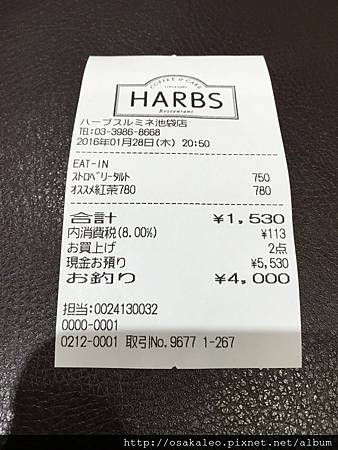 COFFEE & CAKE
SINCE 1981
HARBS
Restaurant
ハーブスルミネ池袋店
TEL:03-3986-8668
2016年01月28日(木) 20:50
EAT-IN
ｽﾄﾛﾍﾞﾘｰﾀﾙﾄ 750
ｵｽｽﾒ紅茶780 780
合計 ¥1,530
内消費税(8.00%) ¥113
お買上げ 2点
現金お預り ¥5,530
お釣り ¥4,000
担当:0024130032
0000-0001
0212-0001 取引No.9677 1-267
http://osakaleo.pixnet.net/album